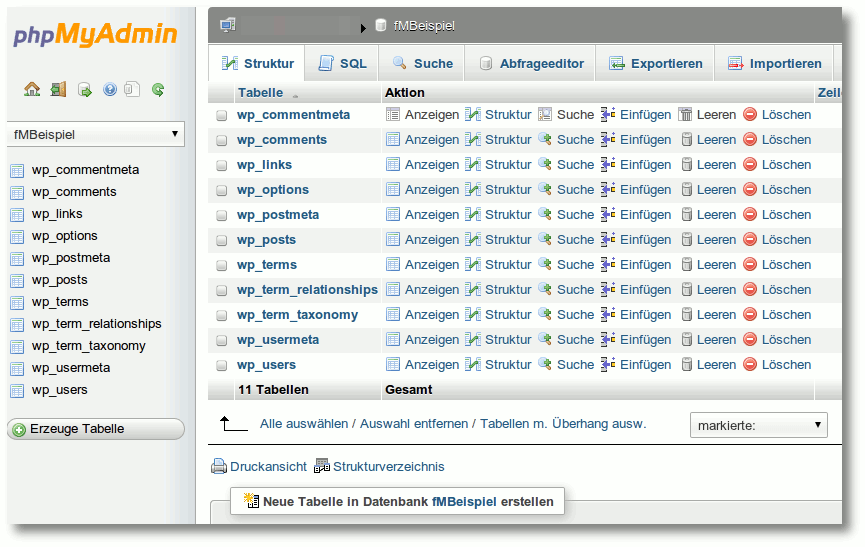 phpMyAdmin
fMBeispiel
wp_commentmeta
wp_comments
wp_links
wp_options
wp_postmeta
wp_posts
wp_terms
wp_term_relationships
wp_term_taxonomy
wp_usermeta
wp_users
Erzeuge Tabelle
fMBeispiel
Struktur SQL Suche Abfrageeditor Exportieren Importieren
Tabelle Aktion Zeil
wp_commentmeta Anzeigen Struktur Suche Einfügen Leeren Löschen
wp_comments Anzeigen Struktur Suche Einfügen Leeren Löschen
wp_links Anzeigen Struktur Suche Einfügen Leeren Löschen
wp_options Anzeigen Struktur Suche Einfügen Leeren Löschen
wp_postmeta Anzeigen Struktur Suche Einfügen Leeren Löschen
wp_posts Anzeigen Struktur Suche Einfügen Leeren Löschen
wp_terms Anzeigen Struktur Suche Einfügen Leeren Löschen
wp_term_relationships Anzeigen Struktur Suche Einfügen Leeren Löschen
wp_term_taxonomy Anzeigen Struktur Suche Einfügen Leeren Löschen
wp_usermeta Anzeigen Struktur Suche Einfügen Leeren Löschen
wp_users Anzeigen Struktur Suche Einfügen Leeren Löschen
11 Tabellen Gesamt
Alle auswählen / Auswahl entfernen / Tabellen m. Überhang ausw. markierte:
Druckansicht Strukturverzeichnis
Neue Tabelle in Datenbank fMBeispiel erstellen